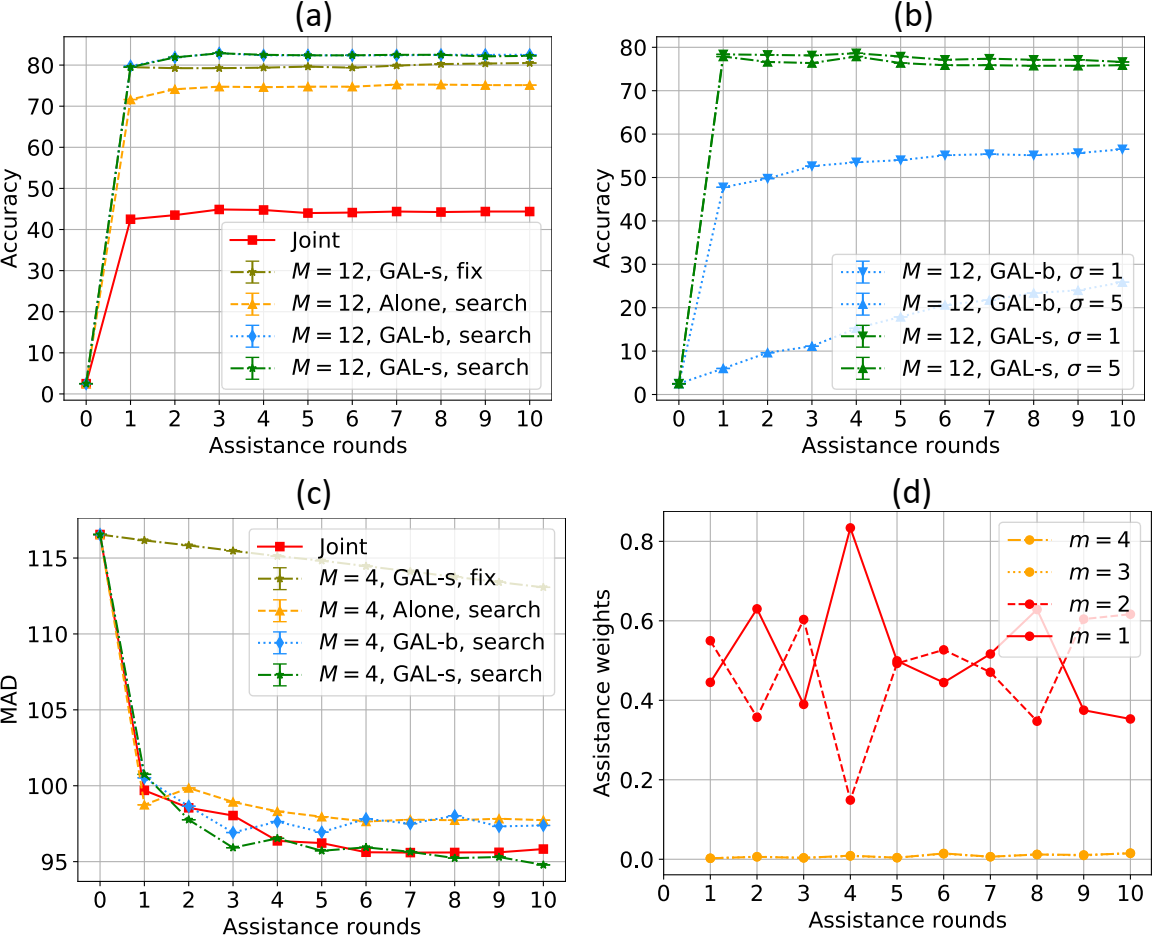 (a)
80
70
60
50
40
30
20
10
0
Accuracy
Joint
M = 12, GAL-s, fix
M = 12, Alone, search
M = 12, GAL-b, search
M = 12, GAL-s, search
0 1 2 3 4 5 6 7 8 9 10
Assistance rounds
(b)
80
70
60
50
40
30
20
10
0
Accuracy
M = 12, GAL-b, σ = 1
M = 12, GAL-b, σ = 5
M = 12, GAL-s, σ = 1
M = 12, GAL-s, σ = 5
0 1 2 3 4 5 6 7 8 9 10
Assistance rounds
(c)
115
110
105
100
95
MAD
Joint
M = 4, GAL-s, fix
M = 4, Alone, search
M = 4, GAL-b, search
M = 4, GAL-s, search
0 1 2 3 4 5 6 7 8 9 10
Assistance rounds
(d)
0.8
0.6
0.4
0.2
0.0
Assistance weights
m = 4
m = 3
m = 2
m = 1
0 1 2 3 4 5 6 7 8 9 10
Assistance rounds